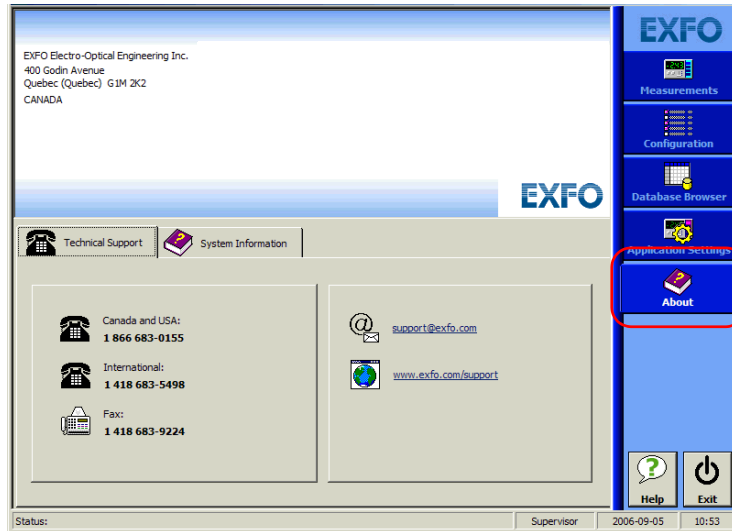 EXFO Electro-Optical Engineering Inc.
400 Godin Avenue
Quebec (Quebec)  G1M 2K2
CANADA
EXFO
Technical Support
System Information
Canada and USA:
1 866 683-0155
International:
1 418 683-5498
Fax:
1 418 683-9224
support@exfo.com
www.exfo.com/support
EXFO
Measurements
Configuration
Database Browser
Application Settings
About
Help
Exit
Status:
Supervisor
2006-09-05
10:53